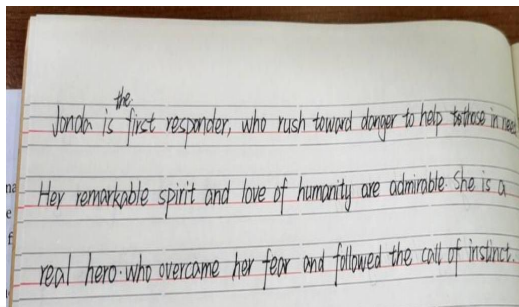 Jonda is the first responder, who rush toward danger to help those in need
Her remarkable spirit and love of humanity are admirable. She is a
real hero. who overcame her fear and followed the call of instinct.